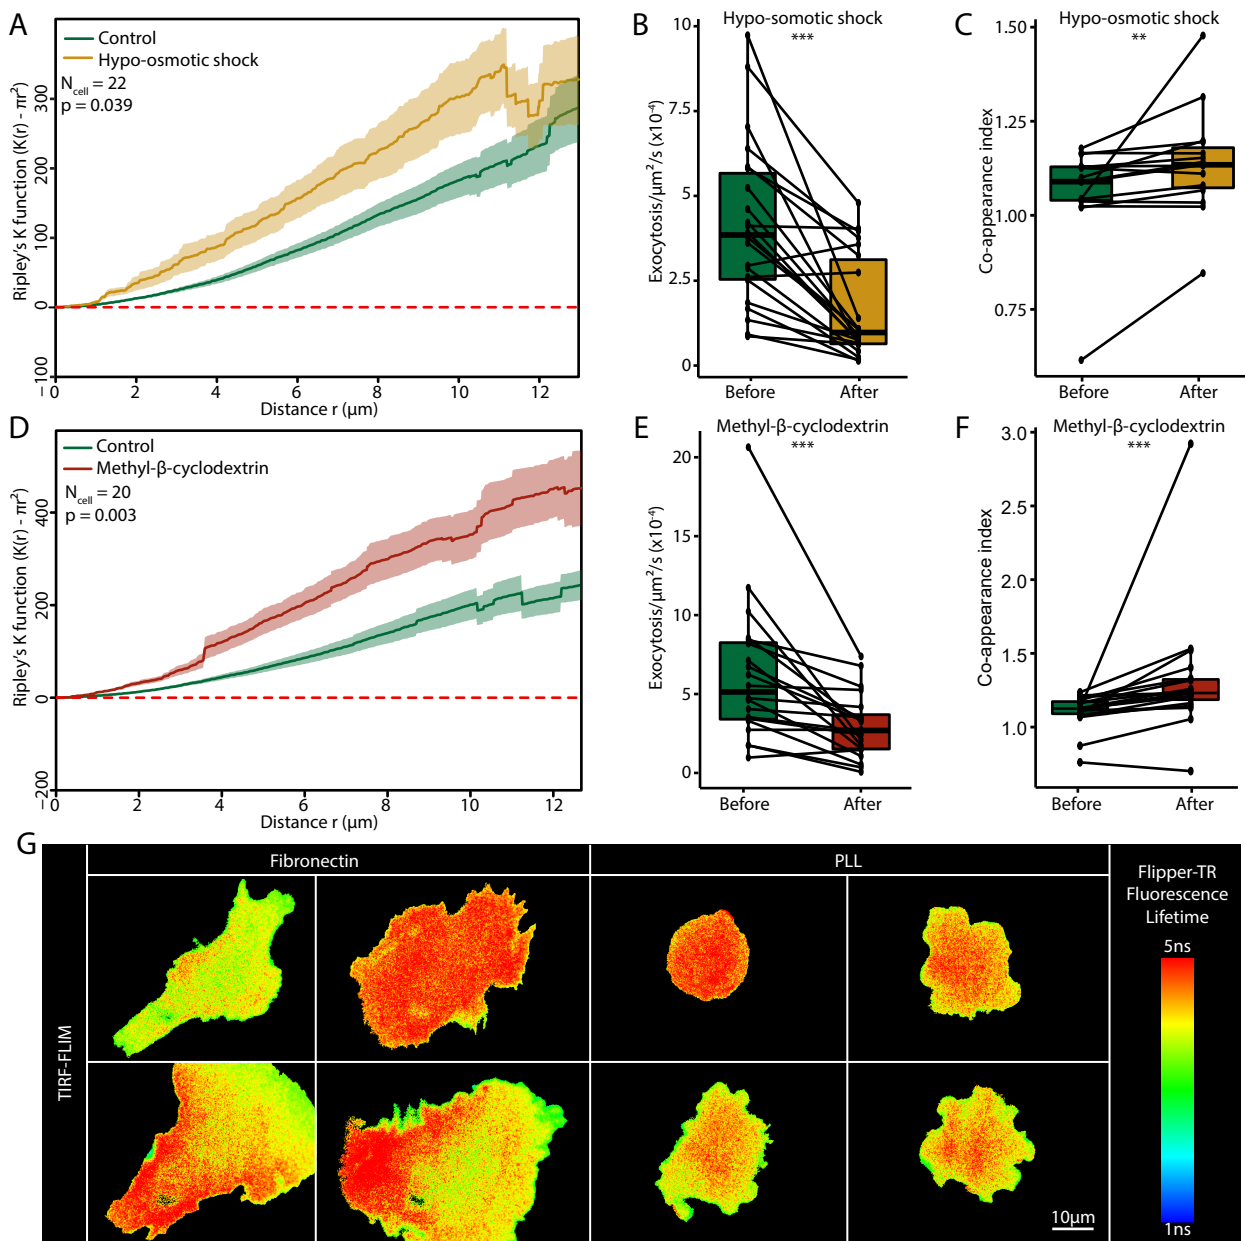 A
Control
Hypo-osmotic shock
N_cell = 22
p = 0.039
Ripley's K function (K(r) - πr²)
300
200
100
0
−100
0 2 4 6 8 10 12
Distance r (µm)
B
Hypo-somotic shock
***
Exocytosis/µm²/s (x10⁻⁴)
10
7.5
5
2.5
0
Before After
C
Hypo-osmotic shock
**
Co-appearance index
1.50
1.25
1.00
0.75
Before After
D
Control
Methyl-β-cyclodextrin
N_cell = 20
p = 0.003
Ripley's K function (K(r) - πr²)
400
200
0
−200
0 2 4 6 8 10 12
Distance r (µm)
E
Methyl-β-cyclodextrin
***
Exocytosis/µm²/s (x10⁻⁴)
20
15
10
5
0
Before After
F
Methyl-β-cyclodextrin
***
Co-appearance index
3.0
2.5
2.0
1.5
1.0
Before After
G
Fibronectin
PLL
TIRF-FLIM
10µm
Flipper-TR
Fluorescence
Lifetime
5ns
1ns